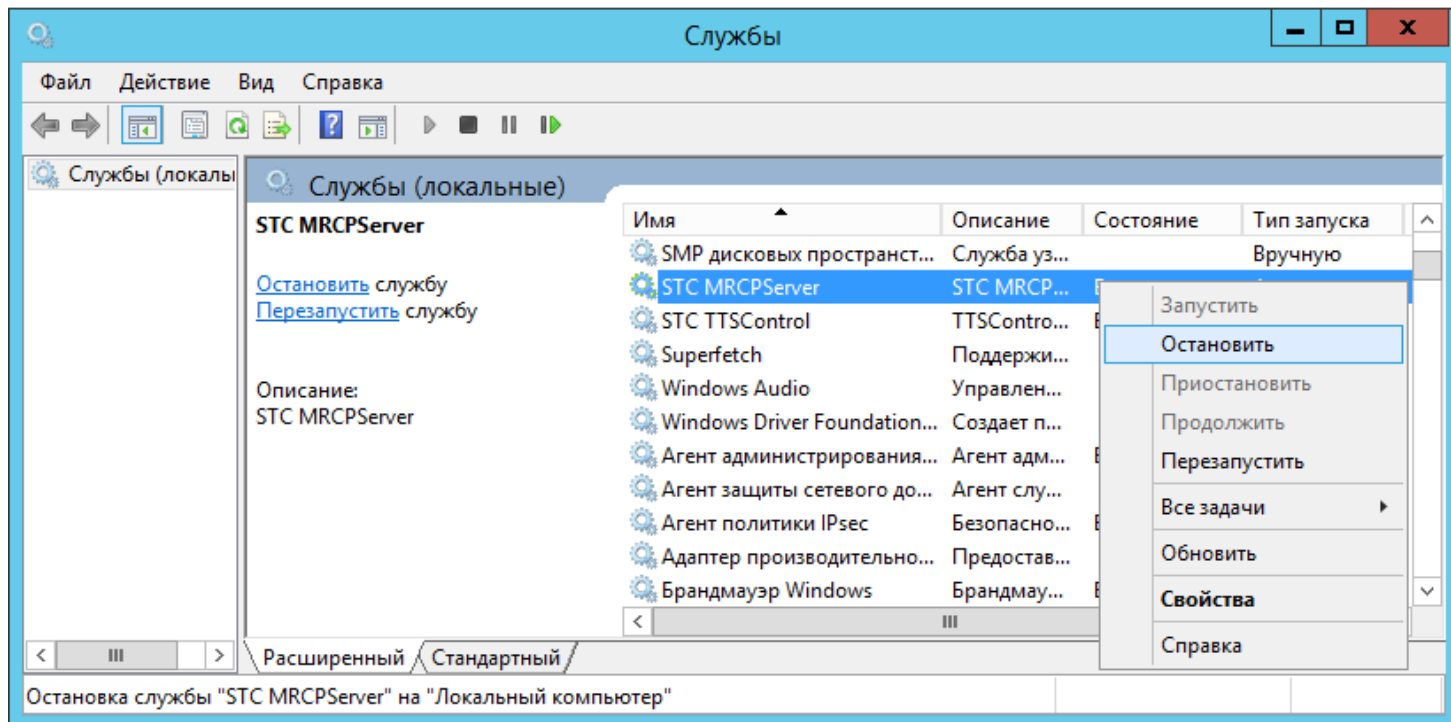 Службы
Файл Действие Вид Справка
Службы (локалы
Службы (локальные)
STC MRCPServer
Остановить службу
Перезапустить службу
Описание:
STC MRCPServer
Имя Описание Состояние Тип запуска
SMP дисковых пространст... Служба уз... Вручную
STC MRCPServer STC MRCP...
STC TTSControl TTSContro...
Superfetch Поддержи...
Windows Audio Управлен...
Windows Driver Foundation... Создает п...
Агент администрирования... Агент адм...
Агент защиты сетевого до... Агент слу...
Агент политики IPsec Безопасно...
Адаптер производительно... Предостав...
Брандмауэр Windows Брандмау...
Запустить
Остановить
Приостановить
Продолжить
Перезапустить
Все задачи
Обновить
Свойства
Справка
Расширенный Стандартный
Остановка службы "STC MRCPServer" на "Локальный компьютер"